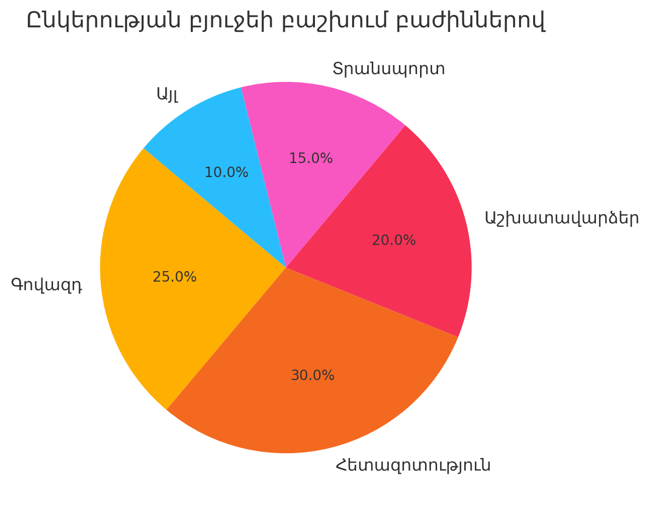 Ընկերության բյուջեի բաշխում բաժիններով
Տրանսպորտ
Այլ
15.0%
10.0%
Աշխատավարձեր
20.0%
25.0%
Գովազդ
30.0%
Հետազոտություն